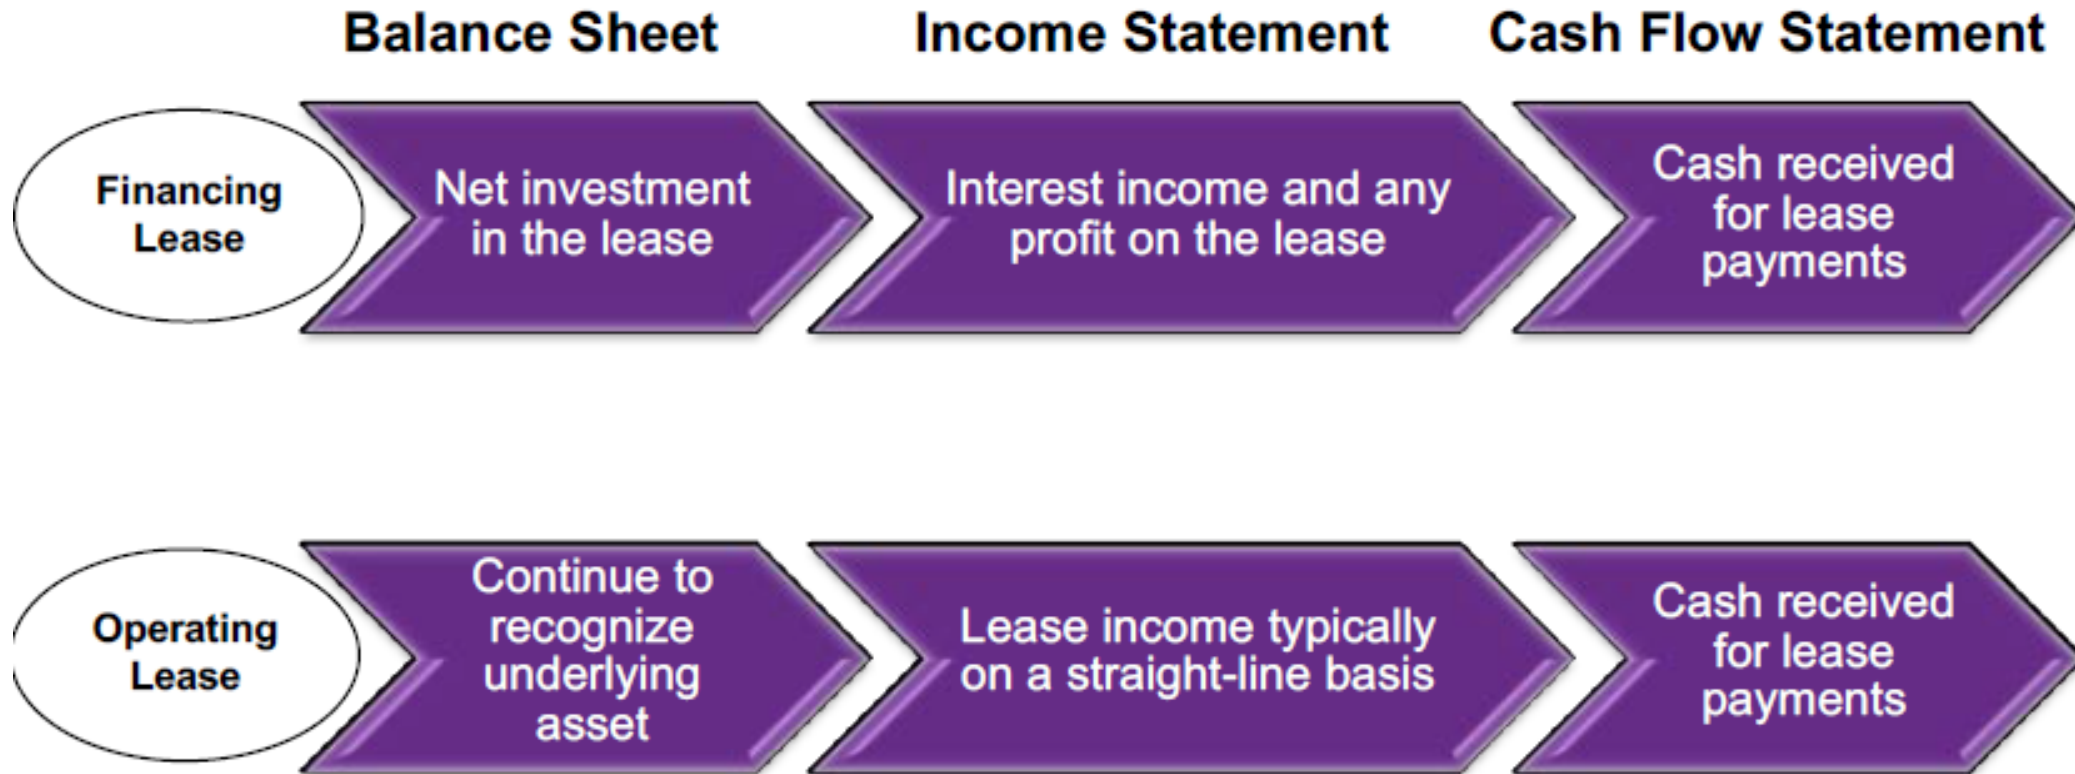 Balance Sheet
Income Statement
Cash Flow Statement
Financing
Lease
Net investment
in the lease
Interest income and any
profit on the lease
Cash received
for lease
payments
Operating
Lease
Continue to
recognize
underlying
asset
Lease income typically
on a straight-line basis
Cash received
for lease
payments